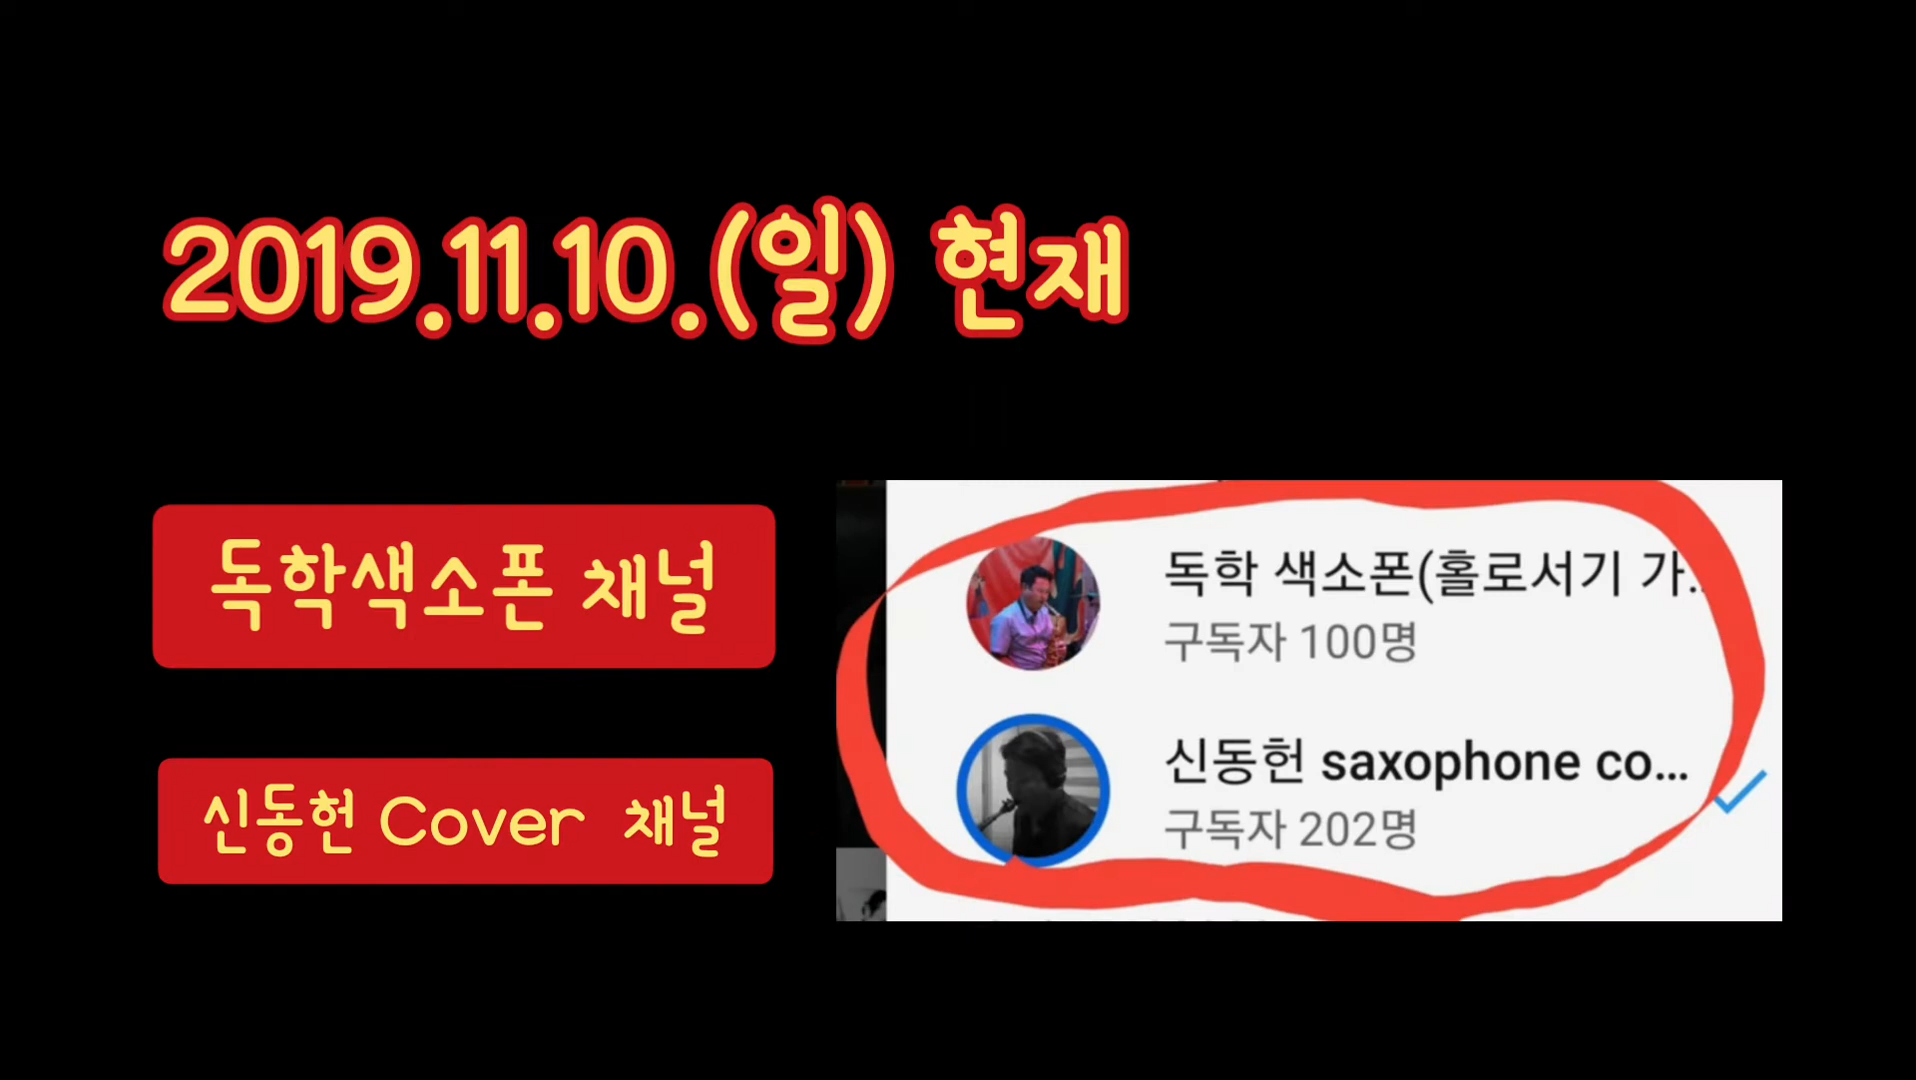 2019.11.10.(일) 현재
독학색소폰 채널
신동헌 Cover 채널
독학 색소폰(홀로서기 가..
구독자 100명
신동헌 saxophone co...
구독자 202명